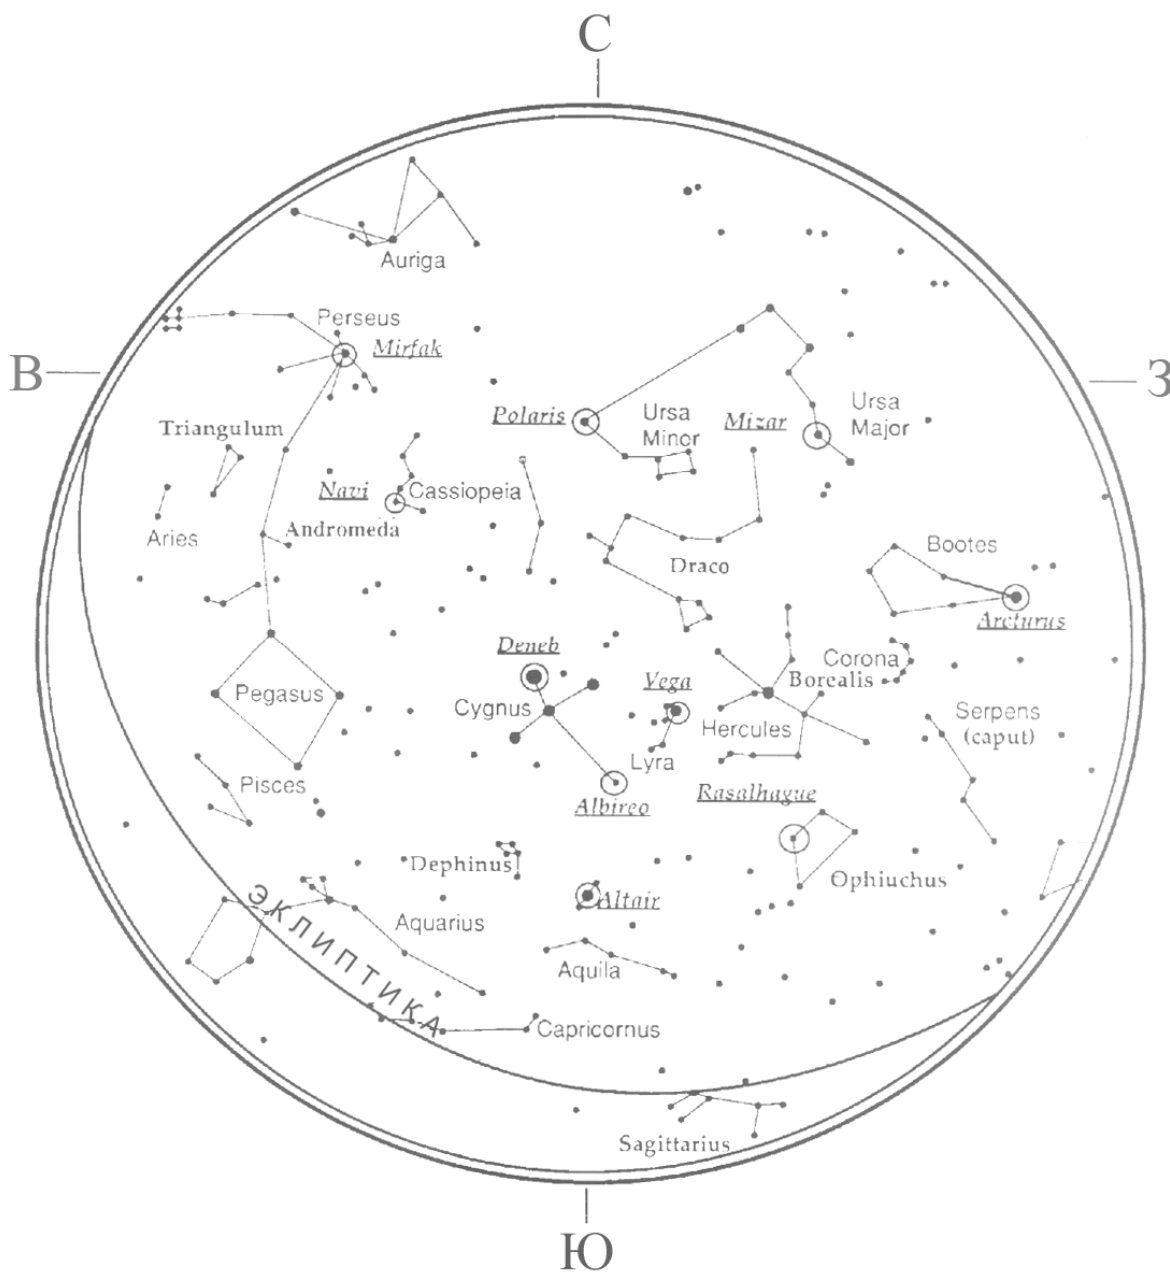 С
Auriga
Perseus
Mirfak
В
З
Polaris
Ursa
Minor
Mizar
Ursa
Major
Triangulum
Navi
Cassiopeia
Aries
Andromeda
Draco
Bootes
Arcturus
Deneb
Vega
Corona
Borealis
Pegasus
Cygnus
Hercules
Serpens
(caput)
Lyra
Pisces
Albireo
Rasalhague
Dephinus
Ophiuchus
Altair
ЭКЛИПТИКА
Aquarius
Aquila
Capricornus
Sagittarius
Ю